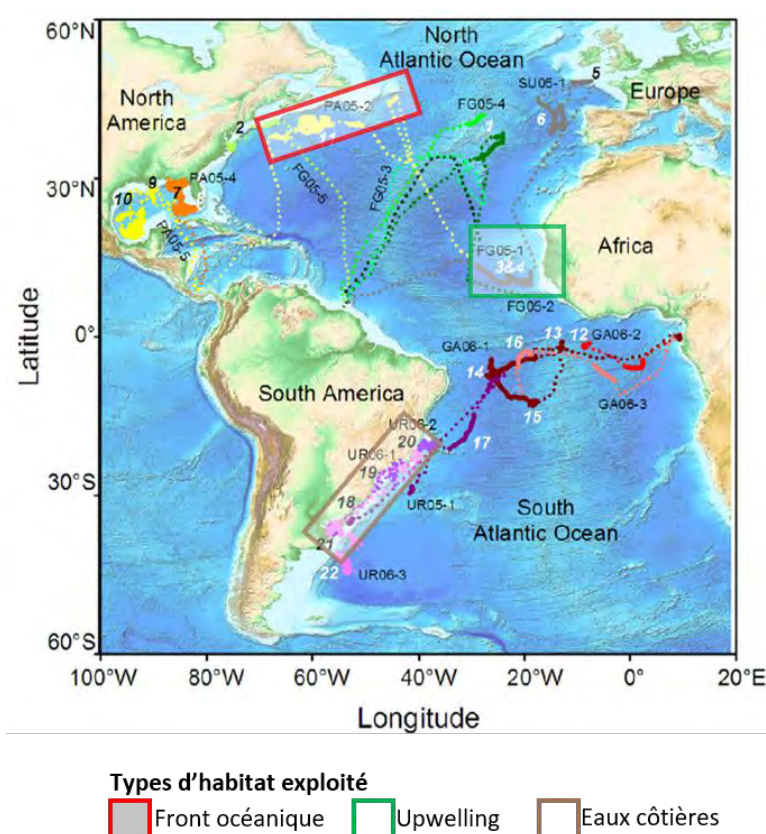 60°N
North
Atlantic Ocean
SU05-1
5
North
America
Europe
PA05-2
FG05-4
6
2
1
11
30°N
9
PA05-4
10
7
FG05-5
FG05-3
PA05-5
FG05-1
Africa
3&4
FG05-2
Latitude
0°
GA06-1
16
13
12
GA06-2
14
South America
15
GA06-3
UR06-2
20
17
UR06-1
19
30°S
18
UR05-1
South
Atlantic Ocean
21
22
UR06-3
60°S
100°W
80°W
60°W
40°W
20°W
0°
20°E
Longitude
Types d’habitat exploité
Front océanique
Upwelling
Eaux côtières